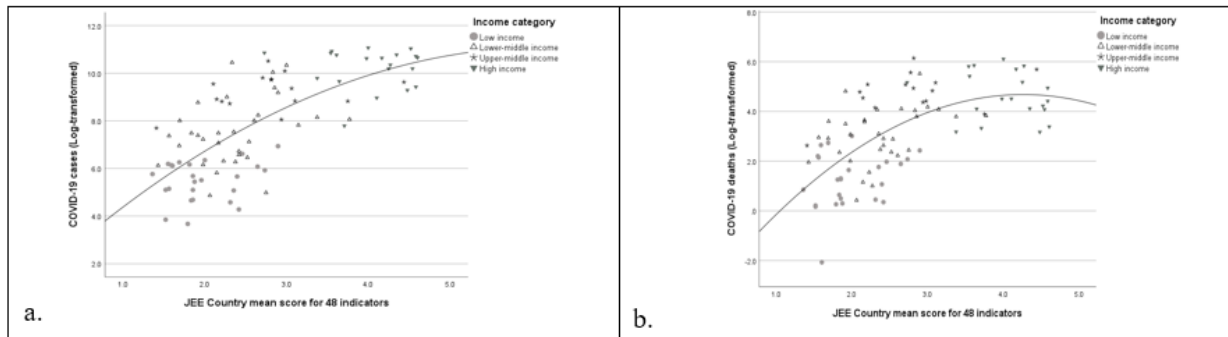 12.0
10.0
8.0
6.0
4.0
2.0
COVID-19 cases (Log-transformed)
1.0 2.0 3.0 4.0 5.0
JEE Country mean score for 48 indicators
Income category
Low income
Lower-middle income
Upper-middle income
High income
a.
8.0
6.0
4.0
2.0
.0
-2.0
COVID-19 deaths (Log-transformed)
1.0 2.0 3.0 4.0 5.0
JEE Country mean score for 48 indicators
Income category
Low income
Lower-middle income
Upper-middle income
High income
b.